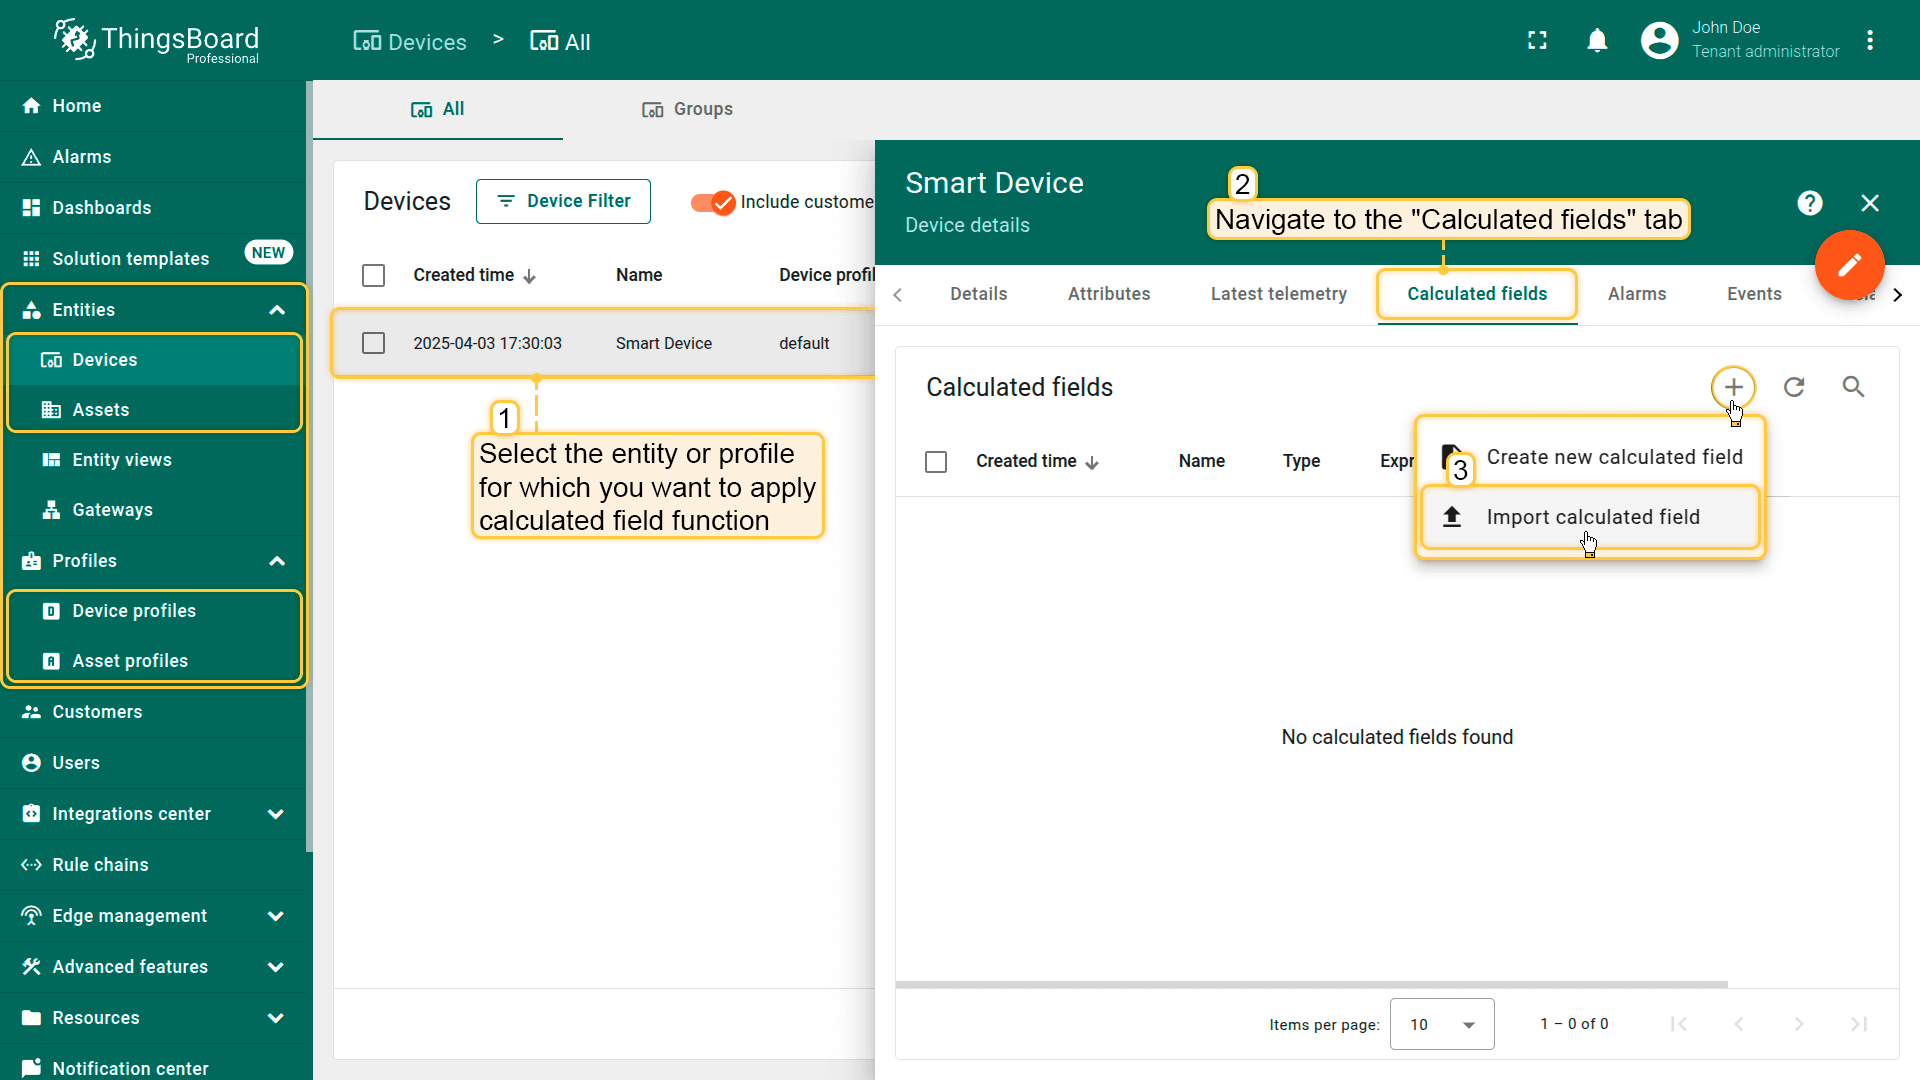 ThingsBoard
Professional
Devices > All
John Doe
Tenant administrator
Home
Alarms
Dashboards
Solution templates NEW
Entities
Devices
Assets
Entity views
Gateways
Profiles
Device profiles
Asset profiles
Customers
Users
Integrations center
Rule chains
Edge management
Advanced features
Resources
Notification center
All Groups
Devices Device Filter Include custome
Created time Name Device profil
2025-04-03 17:30:03 Smart Device default
1
Select the entity or profile
for which you want to apply
calculated field function
Smart Device
Device details
2
Navigate to the "Calculated fields" tab
Details Attributes Latest telemetry Calculated fields Alarms Events
Calculated fields
Created time Name Type Expr
Create new calculated field
3
Import calculated field
No calculated fields found
Items per page: 10 1 – 0 of 0